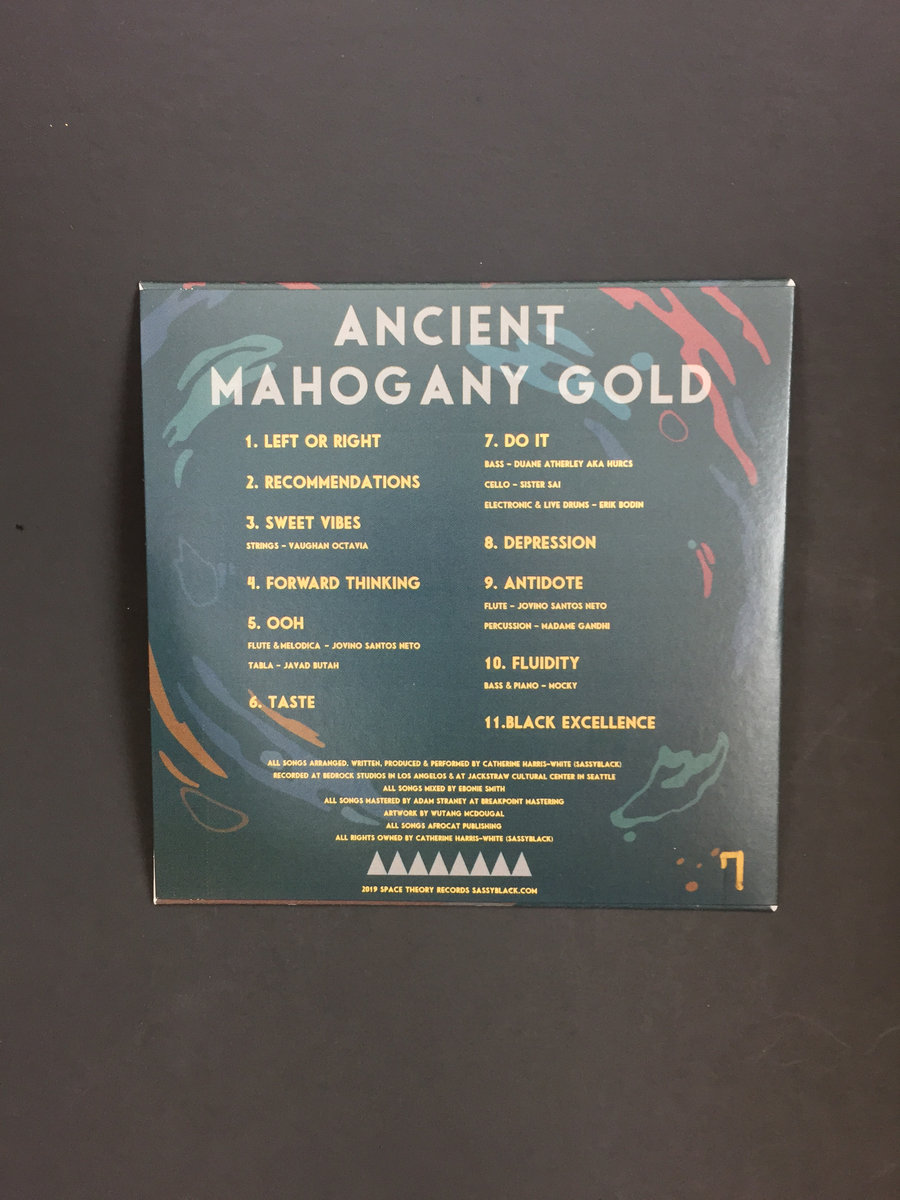 ANCIENT
MAHOGANY GOLD
1. LEFT OR RIGHT
2. RECOMMENDATIONS
3. SWEET VIBES
STRINGS - VAUGHAN OCTAVIA
4. FORWARD THINKING
5. OOH
FLUTE & MELODICA - JOVINO SANTOS NETO
TABLA - JAVAD BUTAH
6. TASTE
7. DO IT
BASS - DUANE ATHERLEY AKA HURCS
CELLO - SISTER SAI
ELECTRONIC & LIVE DRUMS - ERIK BODIN
8. DEPRESSION
9. ANTIDOTE
FLUTE - JOVINO SANTOS NETO
PERCUSSION - MADAME GANDHI
10. FLUIDITY
BASS & PIANO - MOCKY
11.BLACK EXCELLENCE
ALL SONGS ARRANGED, WRITTEN, PRODUCED & PERFORMED BY CATHERINE HARRIS-WHITE (SASSYBLACK)
RECORDED AT BEDROCK STUDIOS IN LOS ANGELOS & AT JACKSTRAW CULTURAL CENTER IN SEATTLE
ALL SONGS MIXED BY EBONIE SMITH
ALL SONGS MASTERED BY ADAM STRANEY AT BREAKPOINT MASTERING
ARTWORK BY WUTANG MCDOUGAL
ALL SONGS AFROCAT PUBLISHING
ALL RIGHTS OWNED BY CATHERINE HARRIS-WHITE (SASSYBLACK)
2019 SPACE THEORY RECORDS SASSYBLACK.COM
7